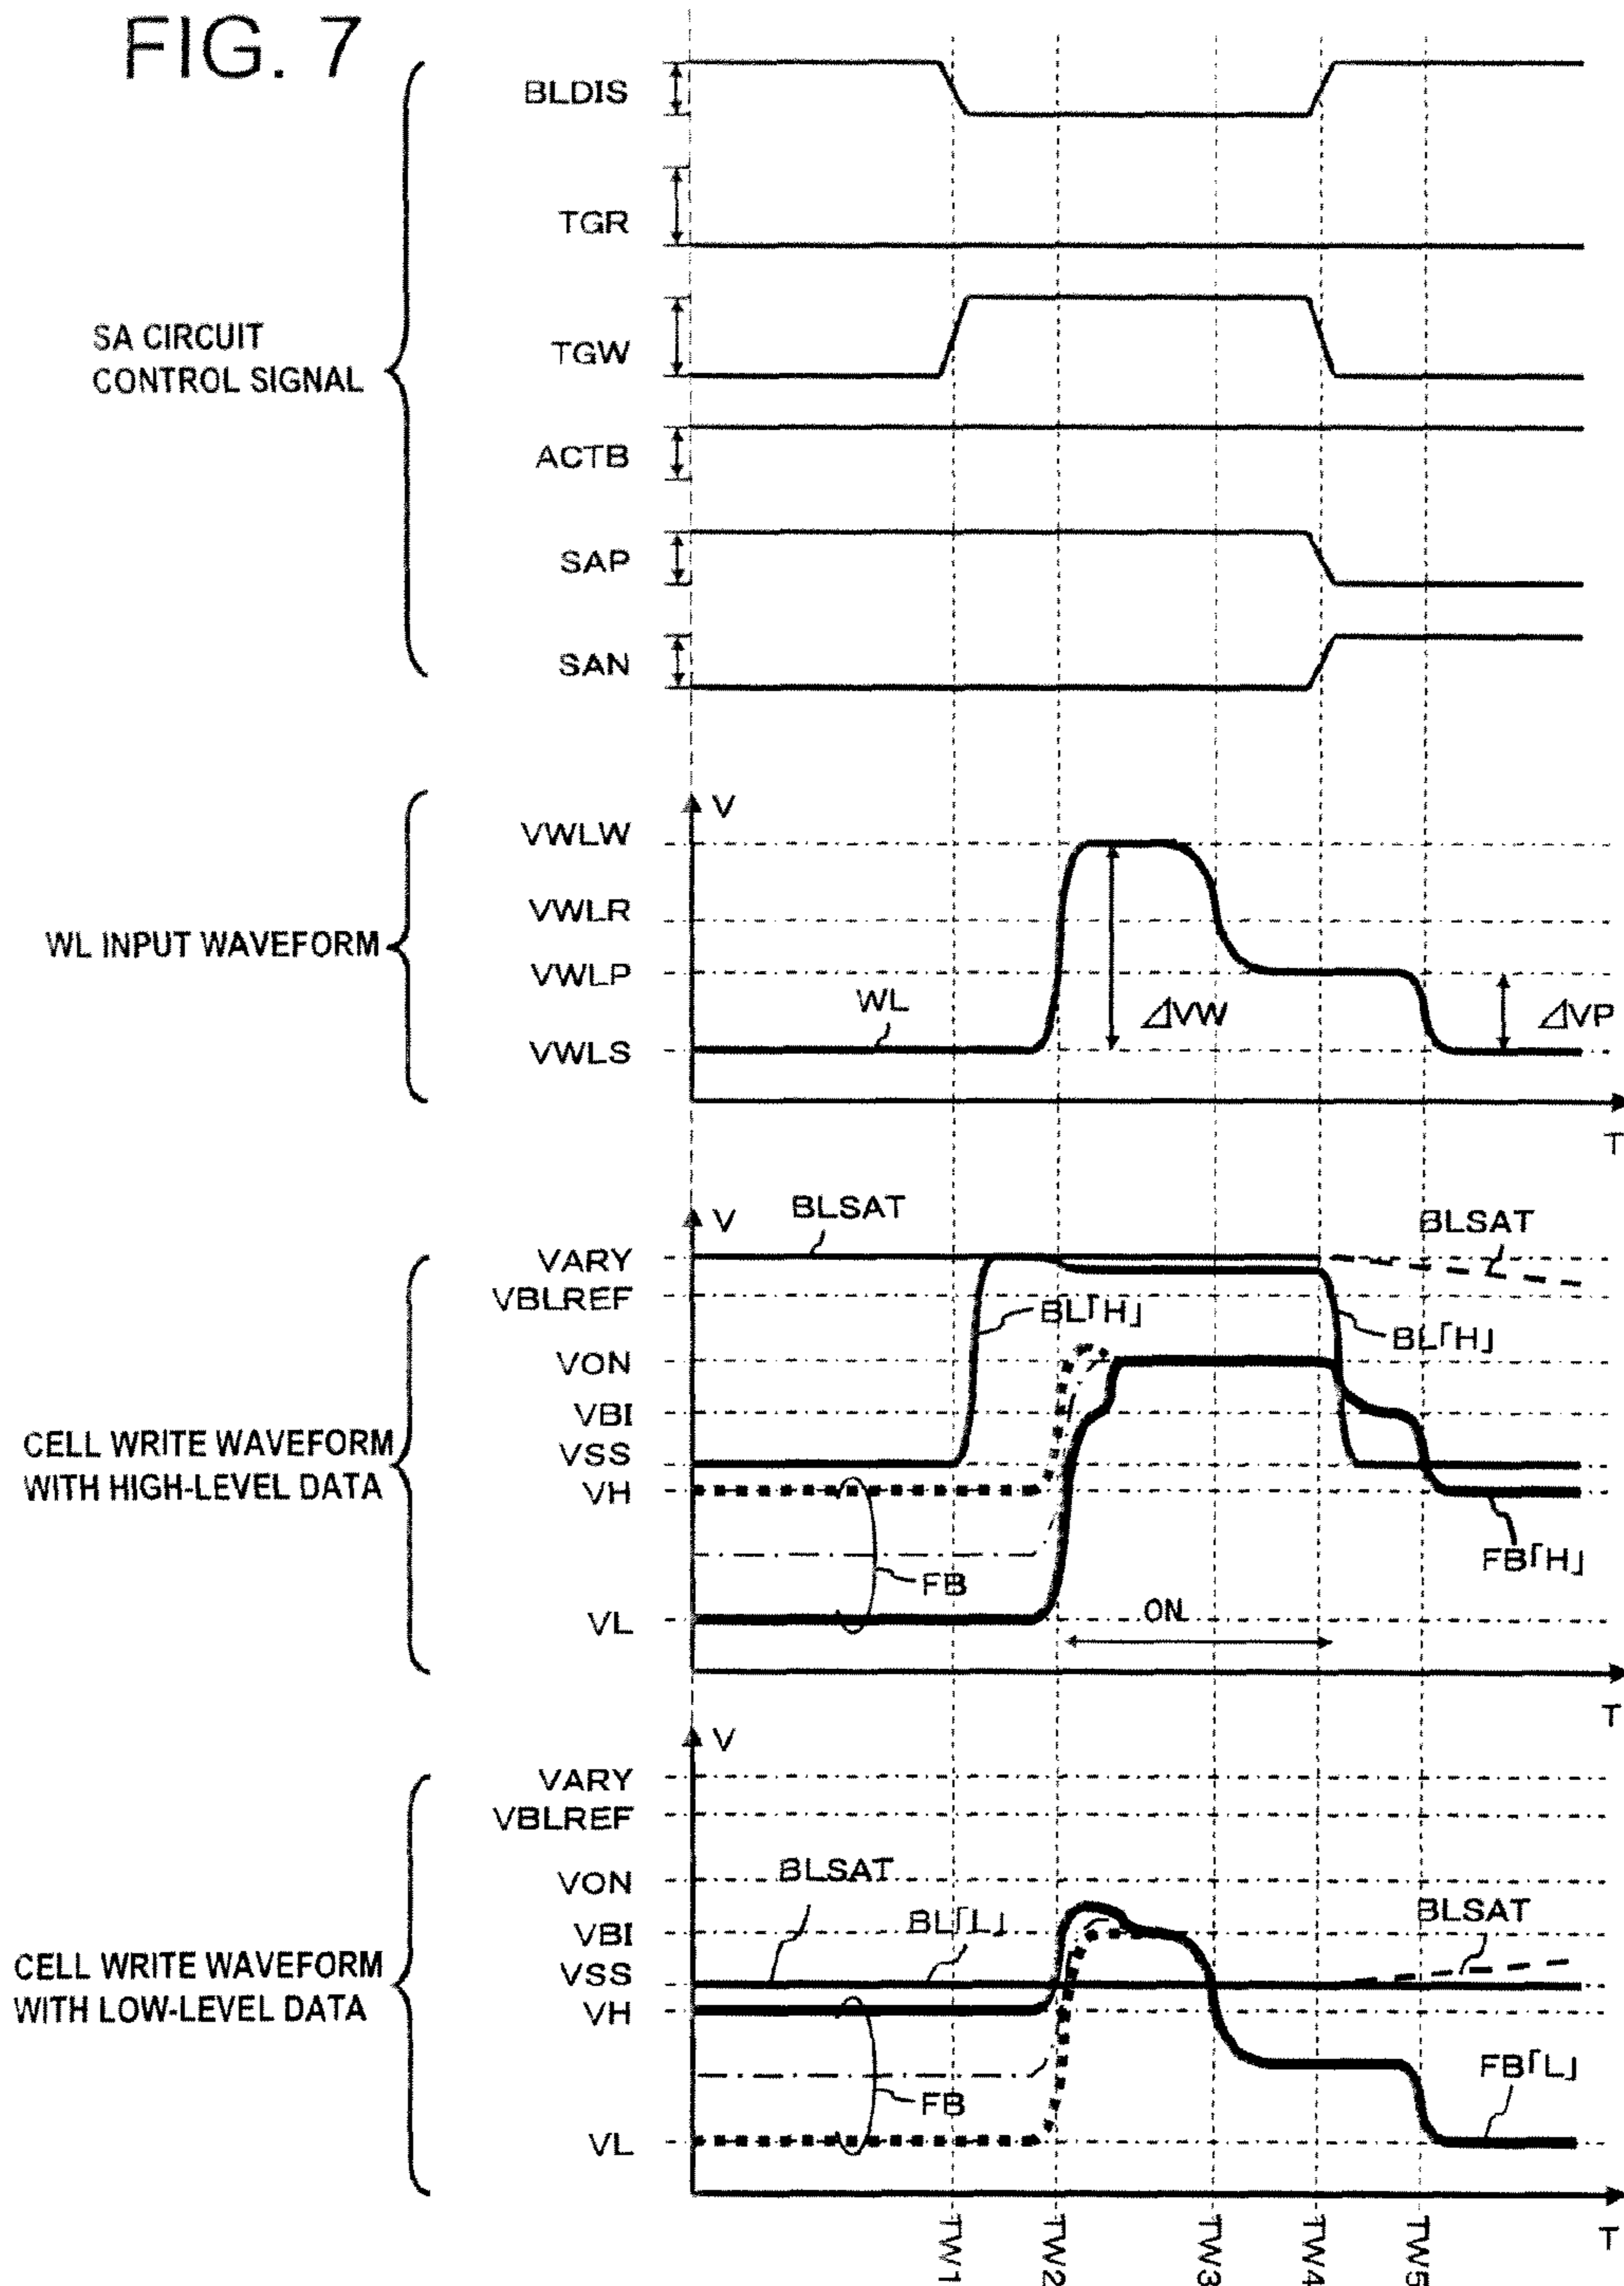 FIG. 7
SA CIRCUIT
CONTROL SIGNAL
BLDIS
TGR
TGW
ACTB
SAP
SAN
WL INPUT WAVEFORM
V
VWLW
VWLR
VWLP
VWLS
WL
⊿VW
⊿VP
T
CELL WRITE WAVEFORM
WITH HIGH-LEVEL DATA
V
VARY
VBLREF
VON
VBI
VSS
VH
VL
BLSAT
BLSAT
BL「H」
BL「H」
FB
FB「H」
ON
T
CELL WRITE WAVEFORM
WITH LOW-LEVEL DATA
V
VARY
VBLREF
VON
VBI
VSS
VH
VL
BLSAT
BL「L」
BLSAT
FB
FB「L」
T
TW1
TW2
TW3
TW4
TW5